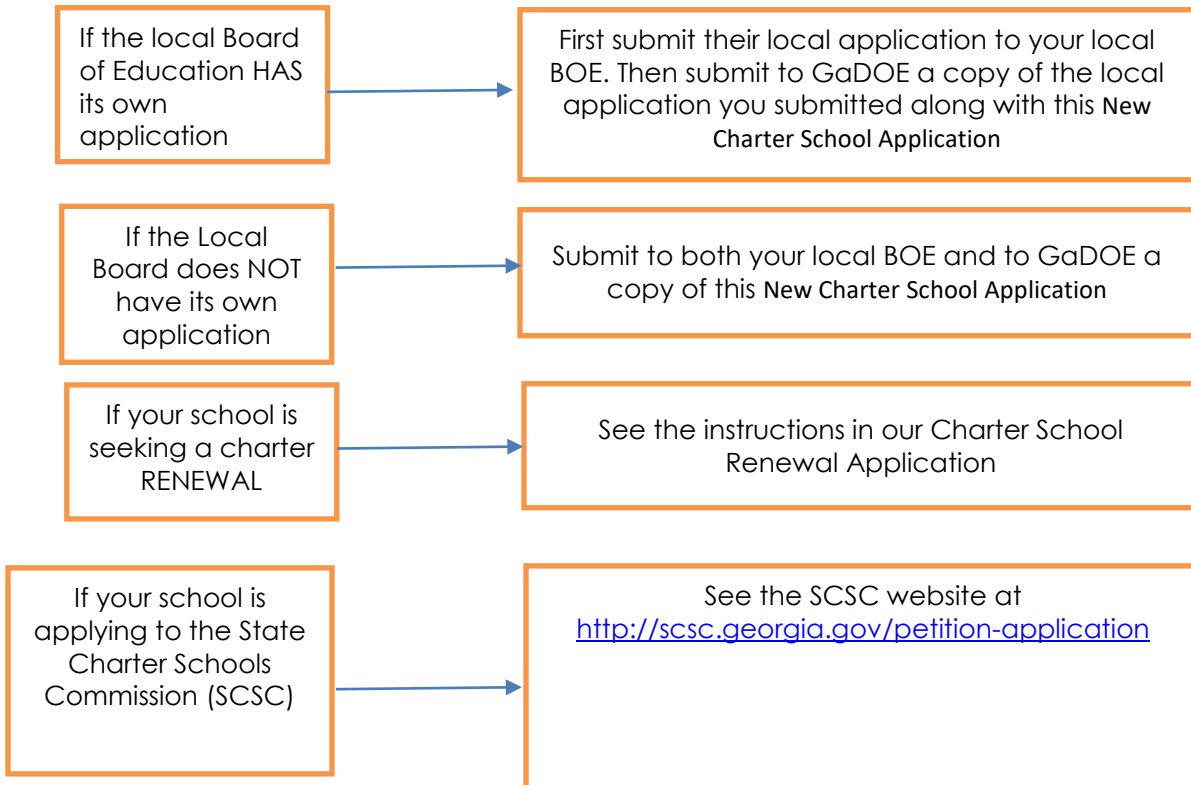 If the local Board
of Education HAS
its own
application
First submit their local application to your local
BOE. Then submit to GaDOE a copy of the local
application you submitted along with this New
Charter School Application
If the Local
Board does NOT
have its own
application
Submit to both your local BOE and to GaDOE a
copy of this New Charter School Application
If your school is
seeking a charter
RENEWAL
See the instructions in our Charter School
Renewal Application
If your school is
applying to the State
Charter Schools
Commission (SCSC)
See the SCSC website at
http://scsc.georgia.gov/petition-application